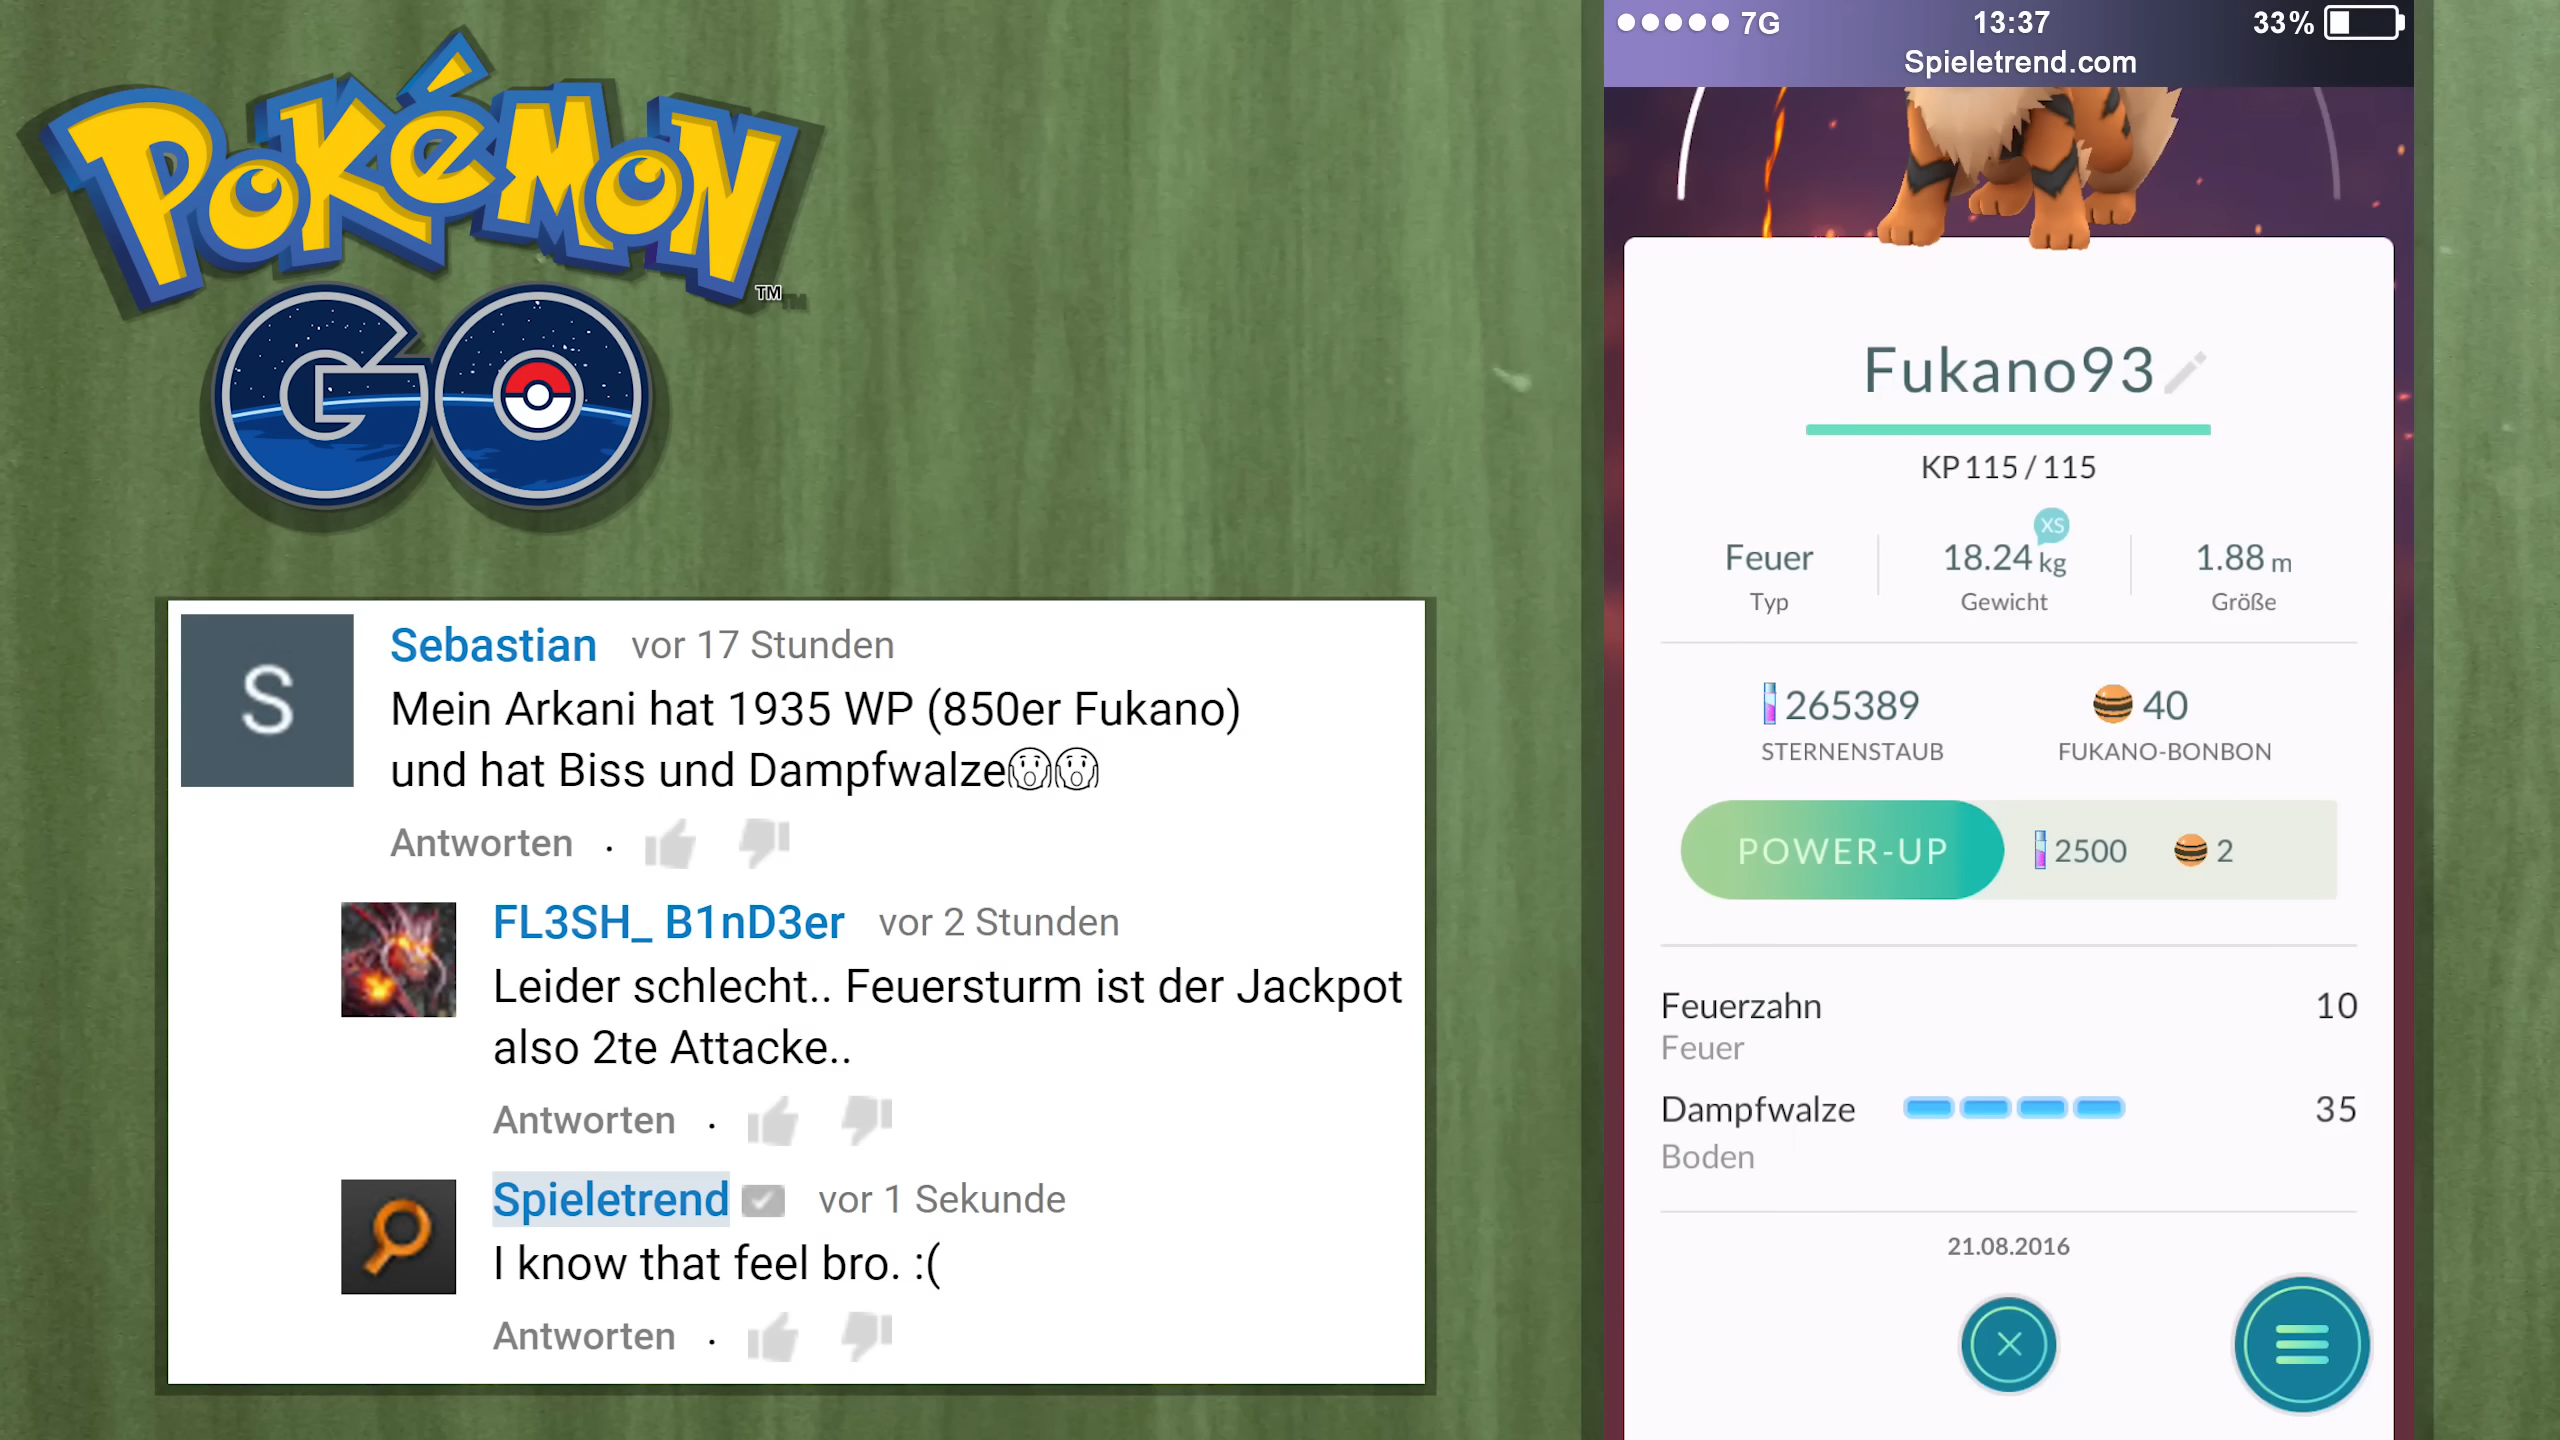 POKéMON
TM
GO
Sebastian vor 17 Stunden
Mein Arkani hat 1935 WP (850er Fukano)
und hat Biss und Dampfwalze😱😱
Antworten ·
FL3SH_ B1nD3er vor 2 Stunden
Leider schlecht.. Feuersturm ist der Jackpot
also 2te Attacke..
Antworten ·
Spieletrend vor 1 Sekunde
I know that feel bro. :(
Antworten ·
S
7G 13:37 33%
Spieletrend.com
Fukano93
KP 115 / 115
XS
Feuer 18.24 kg 1.88 m
Typ Gewicht Größe
265389 40
STERNENSTAUB FUKANO-BONBON
POWER-UP 2500 2
Feuerzahn 10
Feuer
Dampfwalze 35
Boden
21.08.2016